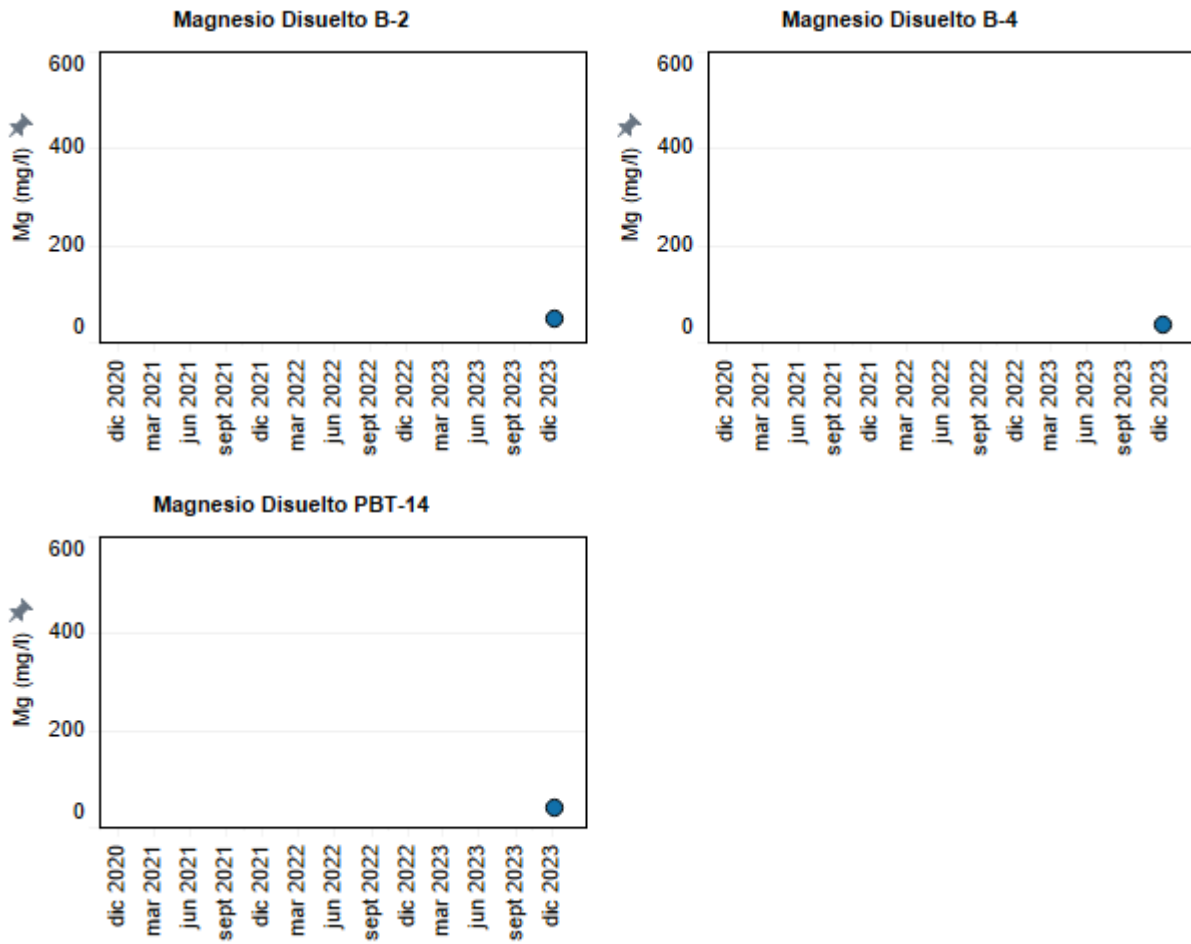 Magnesio Disuelto B-2
600
400
200
0
Mg (mg/l)
dic 2020
mar 2021
jun 2021
sept 2021
dic 2021
mar 2022
jun 2022
sept 2022
dic 2022
mar 2023
jun 2023
sept 2023
dic 2023
Magnesio Disuelto B-4
600
400
200
0
Mg (mg/l)
dic 2020
mar 2021
jun 2021
sept 2021
dic 2021
mar 2022
jun 2022
sept 2022
dic 2022
mar 2023
jun 2023
sept 2023
dic 2023
Magnesio Disuelto PBT-14
600
400
200
0
Mg (mg/l)
dic 2020
mar 2021
jun 2021
sept 2021
dic 2021
mar 2022
jun 2022
sept 2022
dic 2022
mar 2023
jun 2023
sept 2023
dic 2023